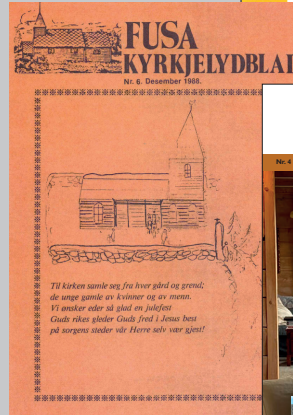 FUSA
KYRKJELYDBLAD
Nr. 6. Desember 1988.
Til kirken samle seg fra hver gård og grend;
de unge gamle av kvinner og av menn.
Vi ønsker eder så glad en julefest
Guds rikes gleder Guds fred i Jesus best
på sorgens steder vår Herre selv vær gjest!
Nr. 4